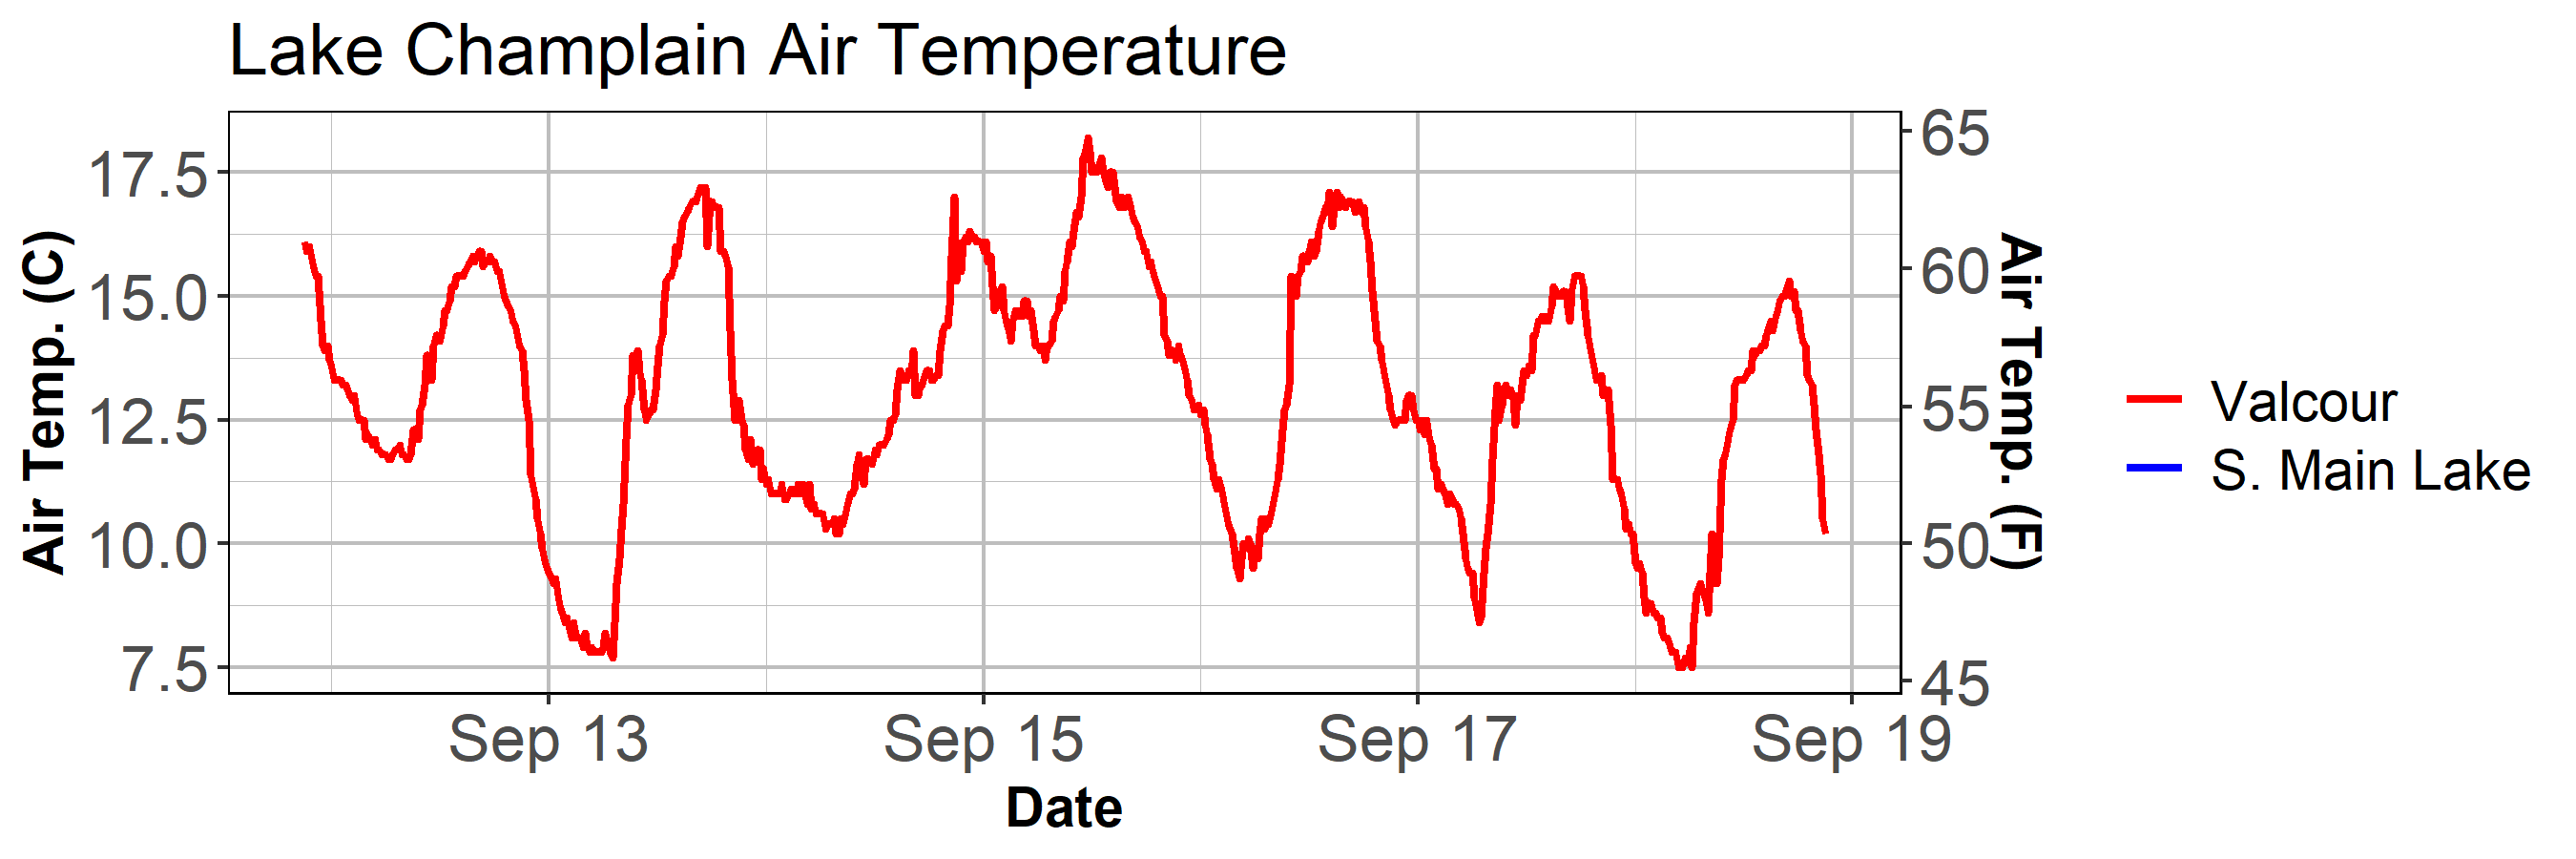 Lake Champlain Air Temperature
Air Temp. (C)
17.5
15.0
12.5
10.0
7.5
65
60
55
50
45
Air Temp. (F)
Sep 13
Sep 15
Sep 17
Sep 19
Date
Valcour
S. Main Lake